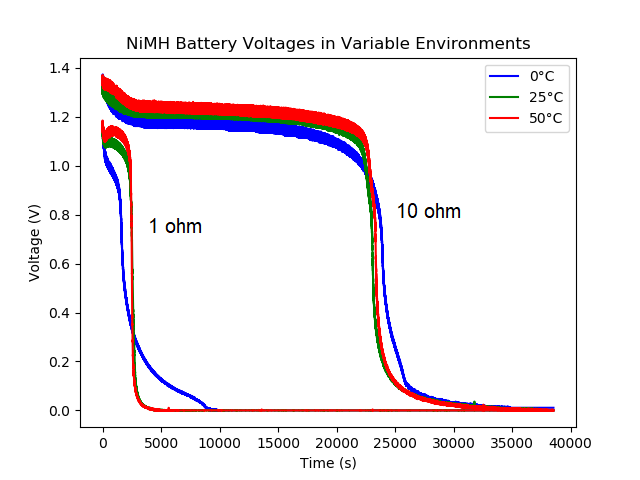 NiMH Battery Voltages in Variable Environments
1.4
1.2
1.0
0.8
0.6
0.4
0.2
0.0
Voltage (V)
0°C
25°C
50°C
10 ohm
1 ohm
0
5000
10000
15000
20000
25000
30000
35000
40000
Time (s)